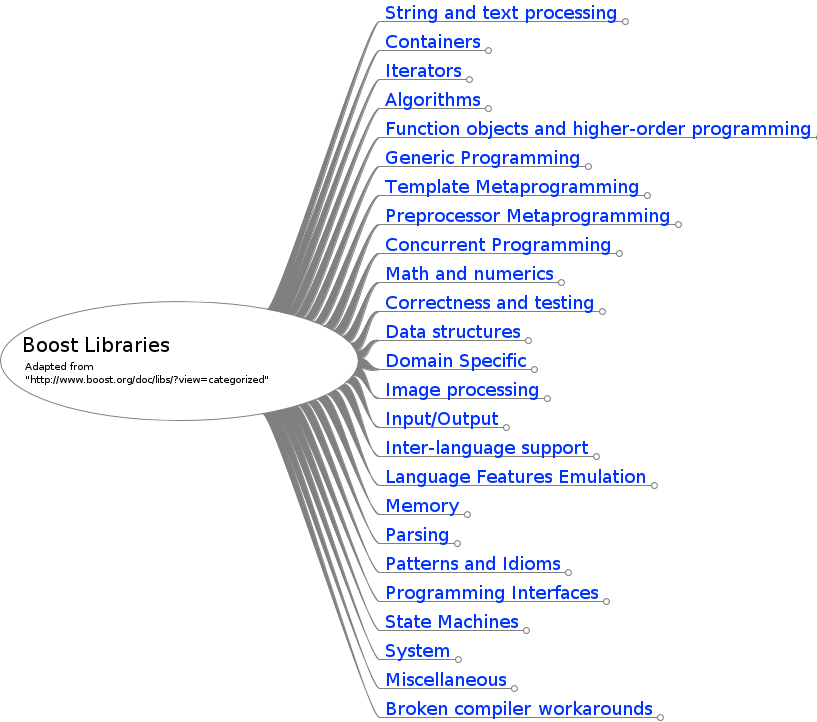 String and text processing
Containers
Iterators
Algorithms
Function objects and higher-order programming
Generic Programming
Template Metaprogramming
Preprocessor Metaprogramming
Concurrent Programming
Math and numerics
Correctness and testing
Data structures
Domain Specific
Image processing
Input/Output
Inter-language support
Language Features Emulation
Memory
Parsing
Patterns and Idioms
Programming Interfaces
State Machines
System
Miscellaneous
Broken compiler workarounds
Boost Libraries
Adapted from
"http://www.boost.org/doc/libs/?view=categorized"